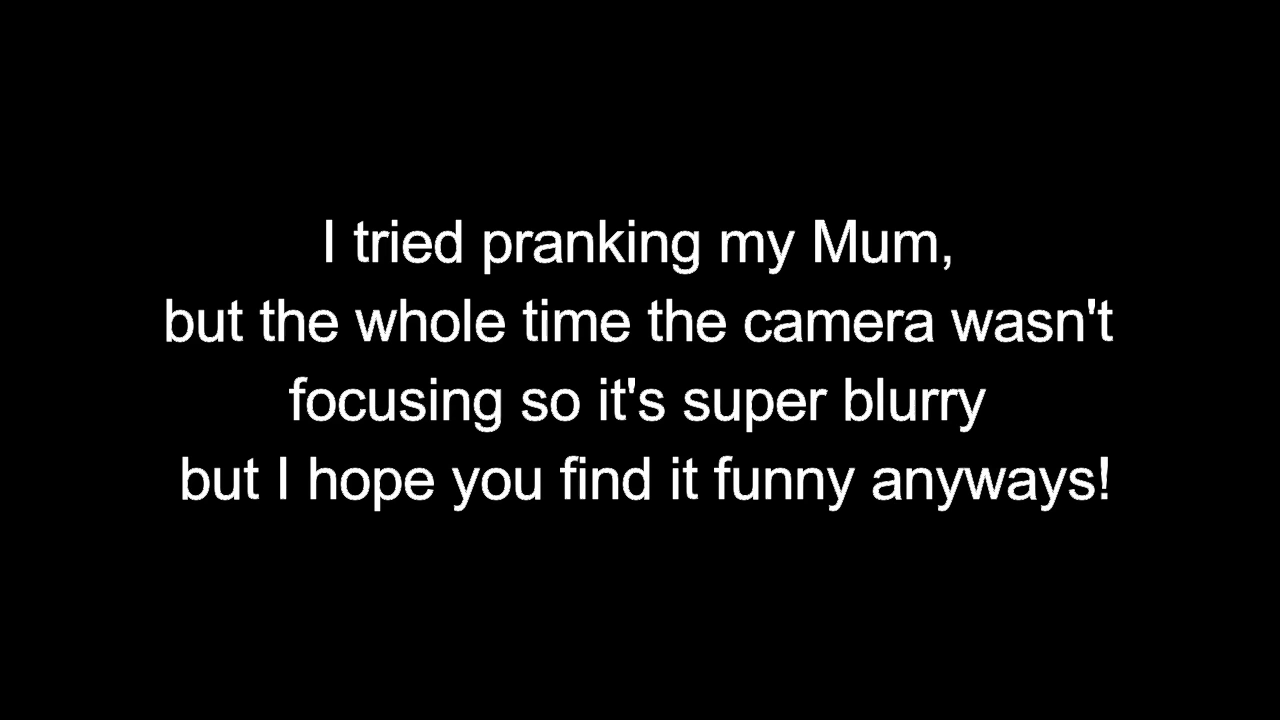 I tried pranking my Mum,
but the whole time the camera wasn't
focusing so it's super blurry
but I hope you find it funny anyways!